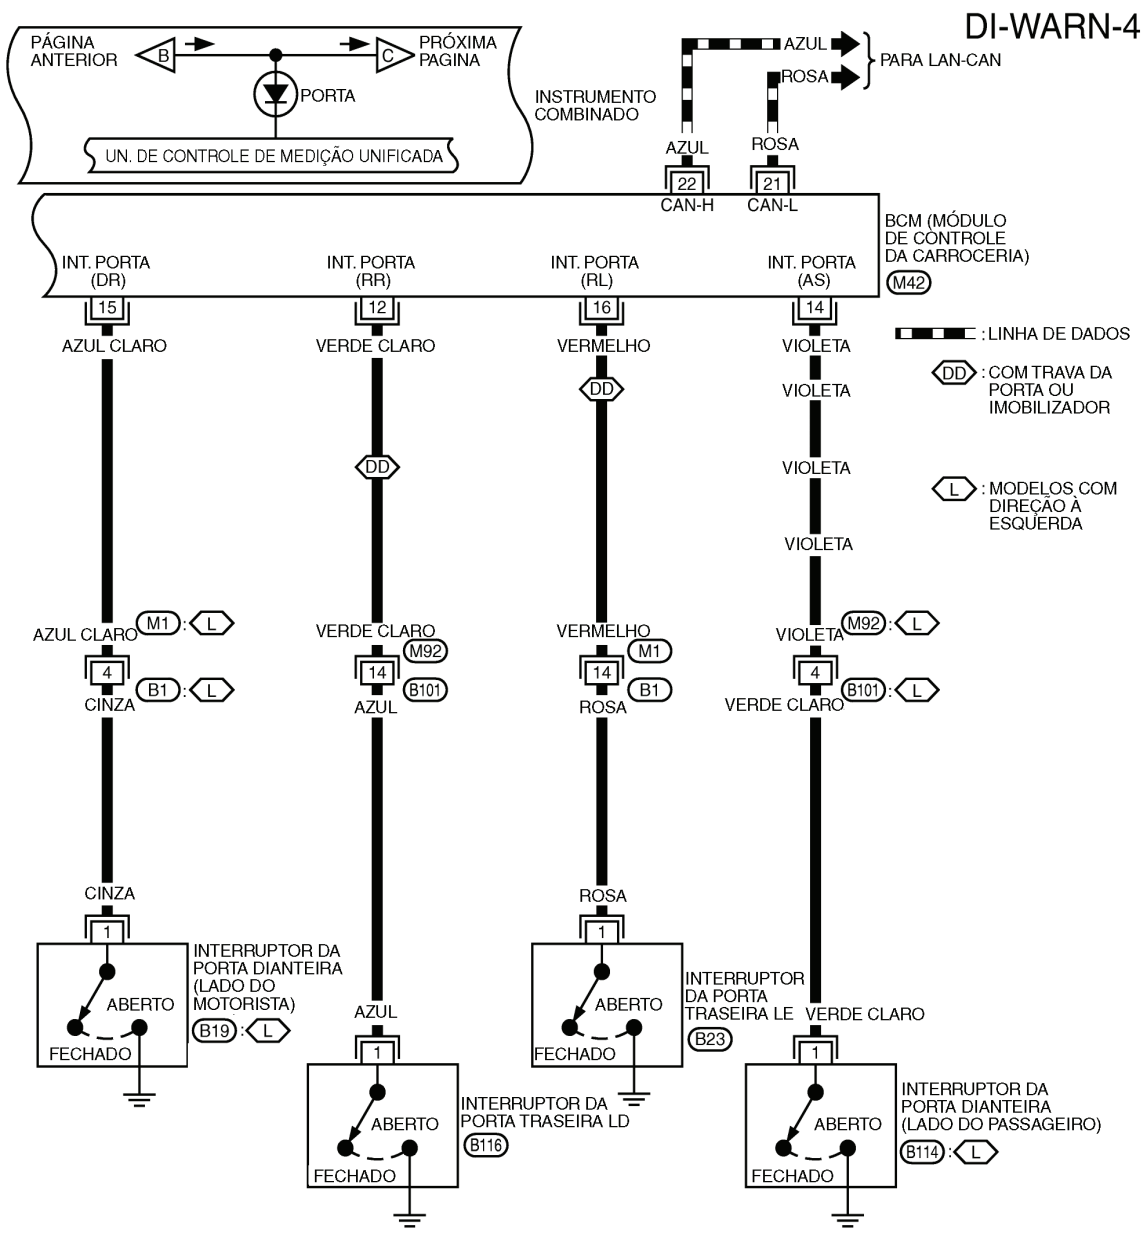 DI-WARN-4
PÁGINA
ANTERIOR
B
C
PRÓXIMA
PAGINA
PORTA
UN. DE CONTROLE DE MEDIÇÃO UNIFICADA
INSTRUMENTO
COMBINADO
AZUL
ROSA
PARA LAN-CAN
AZUL
ROSA
22
21
CAN-H
CAN-L
BCM (MÓDULO
DE CONTROLE
DA CARROCERIA)
M42
INT. PORTA
(DR)
INT. PORTA
(RR)
INT. PORTA
(RL)
INT. PORTA
(AS)
15
12
16
14
AZUL CLARO
VERDE CLARO
VERMELHO
VIOLETA
: LINHA DE DADOS
DD
DD : COM TRAVA DA
PORTA OU
IMOBILIZADOR
VIOLETA
DD
VIOLETA
L : MODELOS COM
DIREÇÃO À
ESQUERDA
VIOLETA
AZUL CLARO
M1 : L
VERDE CLARO
M92
VERMELHO
M1
VIOLETA
M92 : L
4
14
14
4
B1 : L
B101
B1
B101 : L
CINZA
AZUL
ROSA
VERDE CLARO
CINZA
ROSA
1
1
INTERRUPTOR DA
PORTA DIANTEIRA
(LADO DO
MOTORISTA)
B19 : L
ABERTO
FECHADO
ABERTO
FECHADO
INTERRUPTOR
DA PORTA
TRASEIRA LE
B23
AZUL
VERDE CLARO
1
1
ABERTO
FECHADO
INTERRUPTOR DA
PORTA TRASEIRA LD
B116
ABERTO
FECHADO
INTERRUPTOR DA
PORTA DIANTEIRA
(LADO DO PASSAGEIRO)
B114 : L